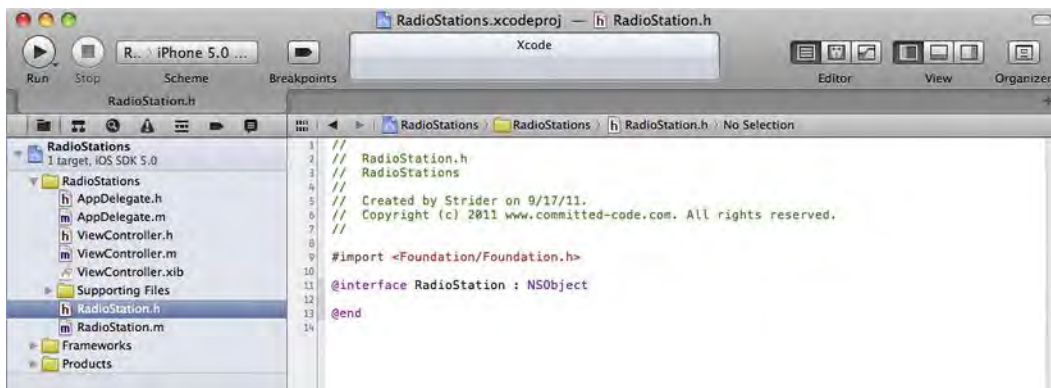 RadioStations.xcodeproj — h RadioStation.h
R.. iPhone 5.0 ...
Xcode
Run Stop Scheme Breakpoints Editor View Organizer
RadioStation.h
RadioStations RadioStations h RadioStation.h No Selection
RadioStations
1 target, iOS SDK 5.0
RadioStations
h AppDelegate.h
m AppDelegate.m
h ViewController.h
m ViewController.m
ViewController.xib
Supporting Files
h RadioStation.h
m RadioStation.m
Frameworks
Products
1 //
2 // RadioStation.h
3 // RadioStations
4 //
5 // Created by Strider on 9/17/11.
6 // Copyright (c) 2011 www.committed-code.com. All rights reserved.
7 //
8
9 #import <Foundation/Foundation.h>
10
11 @interface RadioStation : NSObject
12
13 @end
14